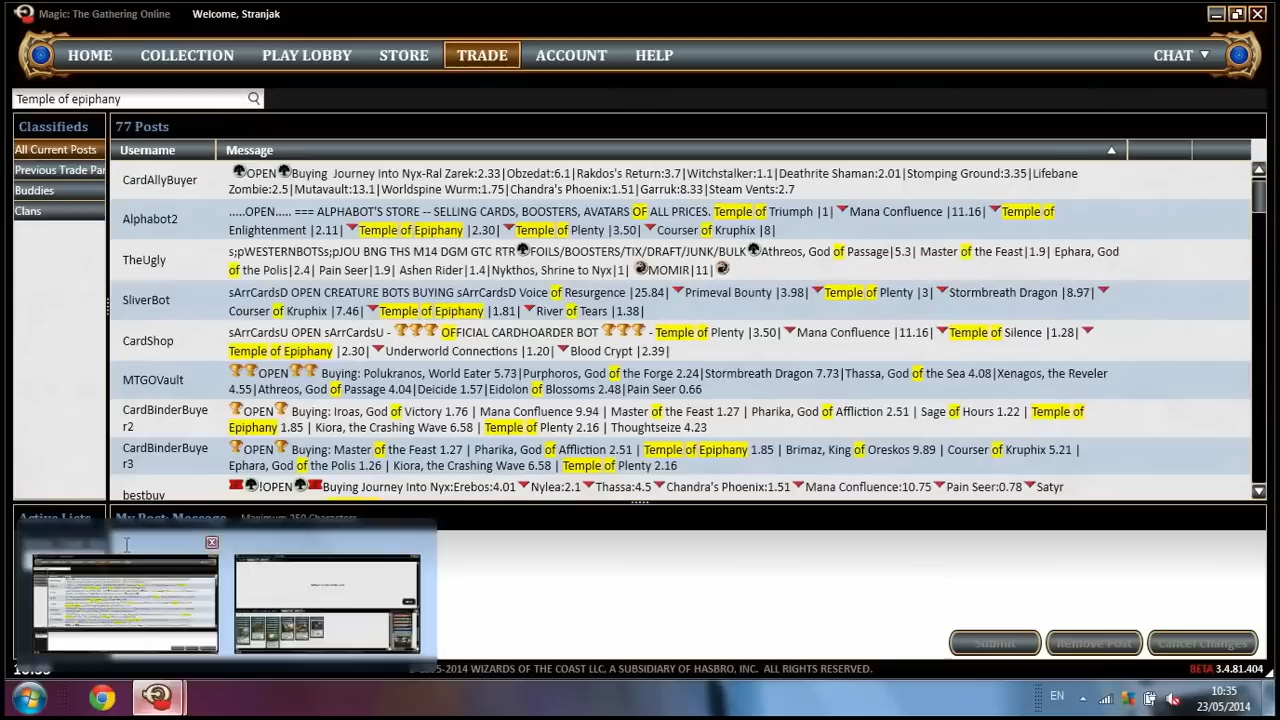 Magic: The Gathering Online Welcome, Stranjak
HOME COLLECTION PLAY LOBBY STORE TRADE ACCOUNT HELP CHAT
Temple of epiphany
Classifieds 77 Posts
All Current Posts Username Message
Previous Trade Par
Buddies
Clans
CardAllyBuyer OPEN Buying Journey Into Nyx-Ral Zarek:2.33|Obzedat:6.1|Rakdos's Return:3.7|Witchstalker:1.1|Deathrite Shaman:2.01|Stomping Ground:3.35|Lifebane
Zombie:2.5|Mutavault:13.1|Worldspine Wurm:1.75|Chandra's Phoenix:1.51|Garruk:8.33|Steam Vents:2.7
Alphabot2 .....OPEN..... === ALPHABOT'S STORE -- SELLING CARDS, BOOSTERS, AVATARS OF ALL PRICES. Temple of Triumph |1| Mana Confluence |11.16| Temple of
Enlightenment |2.11| Temple of Epiphany |2.30| Temple of Plenty |3.50| Courser of Kruphix |8|
TheUgly s;pWESTERNBOTSs;pJOU BNG THS M14 DGM GTC RTR FOILS/BOOSTERS/TIX/DRAFT/JUNK/BULK Athreos, God of Passage|5.3| Master of the Feast|1.9| Ephara, God
of the Polis|2.4| Pain Seer|1.9| Ashen Rider|1.4|Nykthos, Shrine to Nyx|1| MOMIR|11|
SliverBot sArrCardsD OPEN CREATURE BOTS BUYING sArrCardsD Voice of Resurgence |25.84| Primeval Bounty |3.98| Temple of Plenty |3| Stormbreath Dragon |8.97|
Courser of Kruphix |7.46| Temple of Epiphany |1.81| River of Tears |1.38|
CardShop sArrCardsU OPEN sArrCardsU - OFFICIAL CARDHOARDER BOT - Temple of Plenty |3.50| Mana Confluence |11.16| Temple of Silence |1.28|
Temple of Epiphany |2.30| Underworld Connections |1.20| Blood Crypt |2.39|
MTGOVault OPEN Buying: Polukranos, World Eater 5.73|Purphoros, God of the Forge 2.24|Stormbreath Dragon 7.73|Thassa, God of the Sea 4.08|Xenagos, the Reveler
4.55|Athreos, God of Passage 4.04|Deicide 1.57|Eidolon of Blossoms 2.48|Pain Seer 0.66
CardBinderBuye OPEN Buying: Iroas, God of Victory 1.76 | Mana Confluence 9.94 | Master of the Feast 1.27 | Pharika, God of Affliction 2.51 | Sage of Hours 1.22 | Temple of
r2 Epiphany 1.85 | Kiora, the Crashing Wave 6.58 | Temple of Plenty 2.16 | Thoughtseize 4.23
CardBinderBuye OPEN Buying: Master of the Feast 1.27 | Pharika, God of Affliction 2.51 | Temple of Epiphany 1.85 | Brimaz, King of Oreskos 9.89 | Courser of Kruphix 5.21 |
r3 Ephara, God of the Polis 1.26 | Kiora, the Crashing Wave 6.58 | Temple of Plenty 2.16
bestbuy !OPEN Buying Journey Into Nyx:Erebos:4.01 Nylea:2.1 Thassa:4.5 Chandra's Phoenix:1.51 Mana Confluence:10.75 Pain Seer:0.78 Satyr
Active Lists My Post: Message Maximum 250 Characters
Submit Remove Post Cancel Changes
-2014 WIZARDS OF THE COAST LLC, A SUBSIDIARY OF HASBRO, INC. ALL RIGHTS RESERVED. BETA 3.4.81.404
EN 10:35
23/05/2014